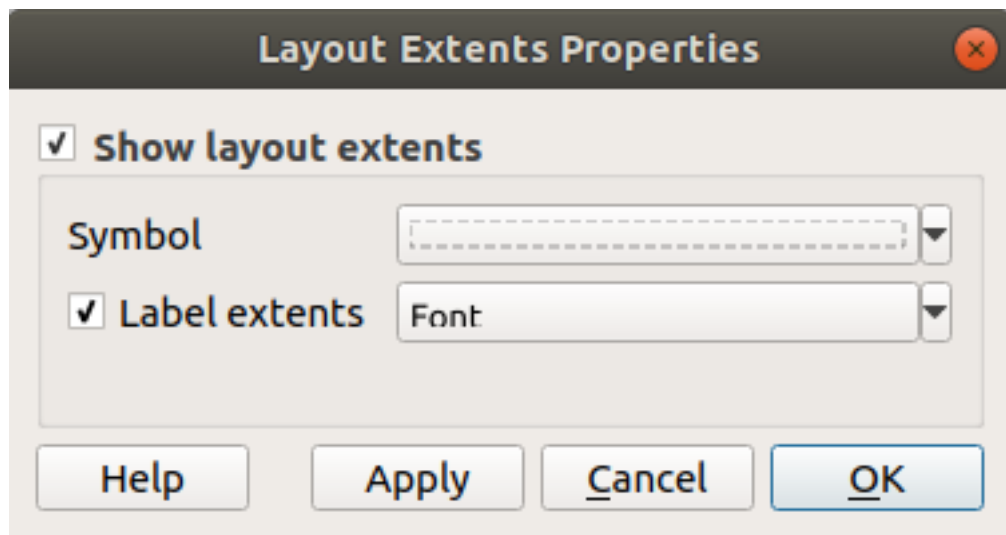 Layout Extents Properties
Show layout extents
Symbol
Label extents Font
Help Apply Cancel OK